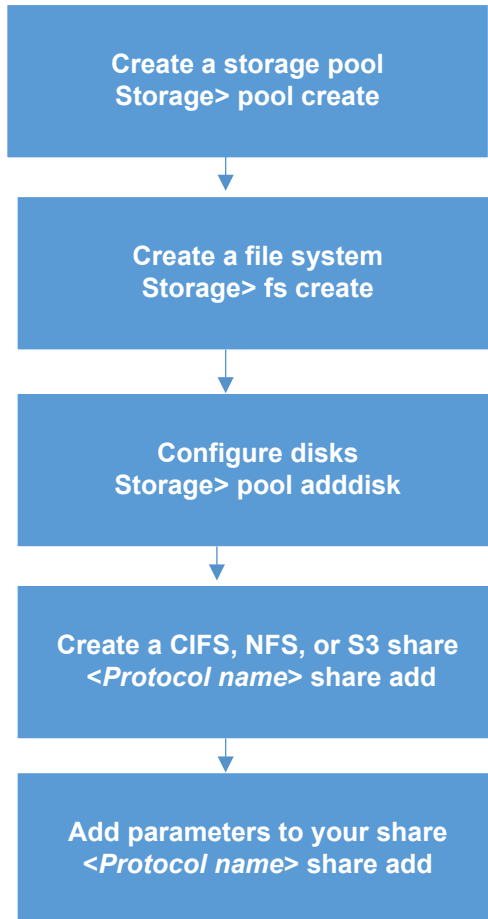 Create a storage pool
Storage> pool create
Create a file system
Storage> fs create
Configure disks
Storage> pool adddisk
Create a CIFS, NFS, or S3 share
<Protocol name> share add
Add parameters to your share
<Protocol name> share add